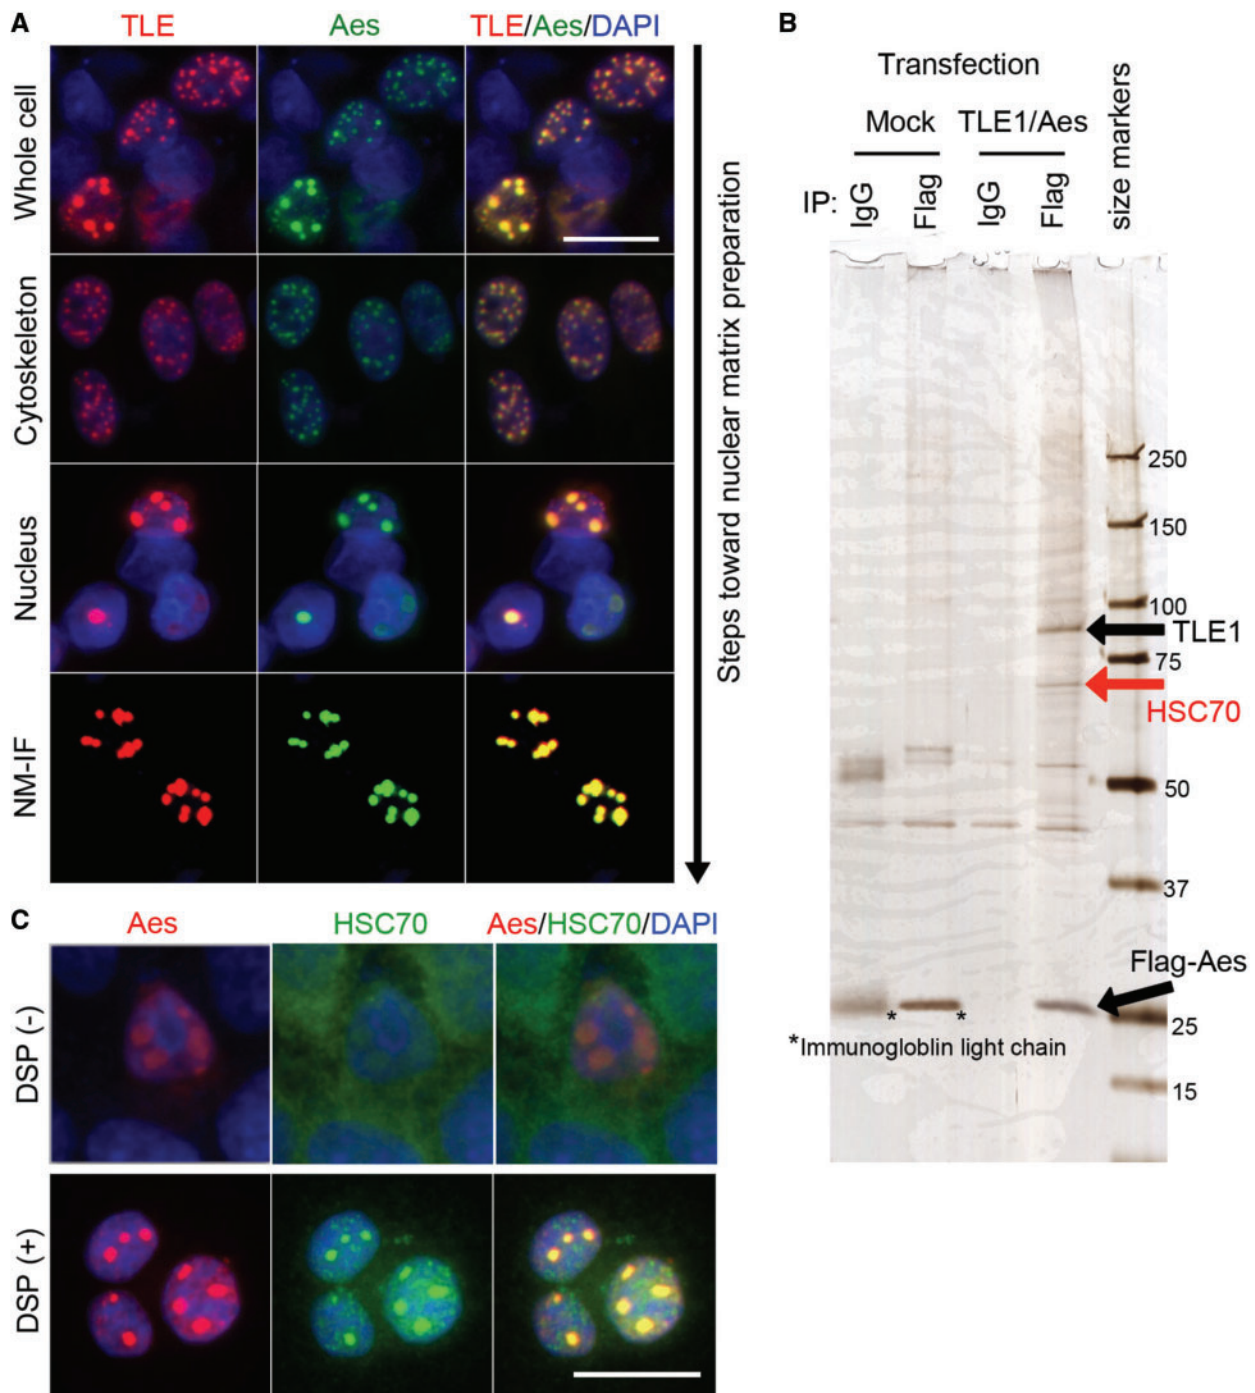 A
TLE
Aes
TLE/Aes/DAPI
Whole cell
Cytoskeleton
Nucleus
NM-IF
Steps toward nuclear matrix preparation
B
Transfection
Mock
TLE1/Aes
IP:
IgG
Flag
IgG
Flag
size markers
250
150
100
TLE1
75
HSC70
50
37
Flag-Aes
* *
25
*Immunogloblin light chain
15
C
Aes
HSC70
Aes/HSC70/DAPI
DSP (-)
DSP (+)